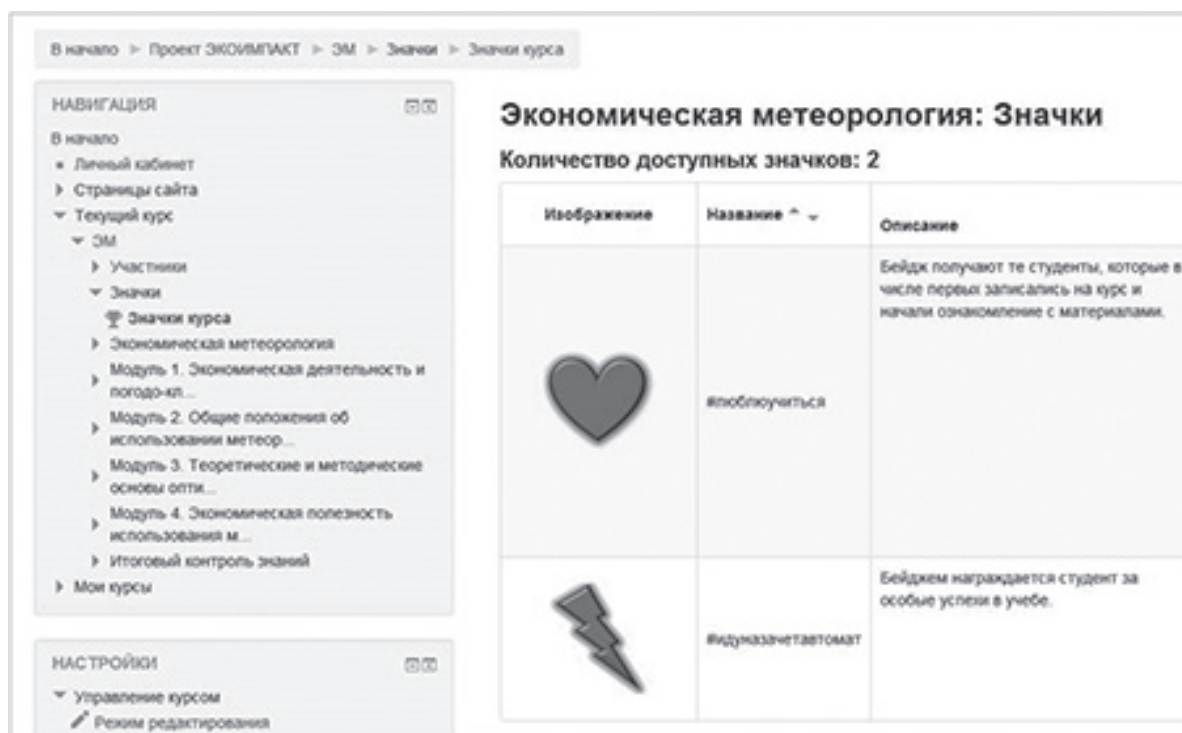 В начало ► Проект ЭКОИМПАКТ ► ЭМ ► Значки ► Значки курса
НАВИГАЦИЯ
В начало
Личный кабинет
Страницы сайта
Текущий курс
ЭМ
Участники
Значки
Значки курса
Экономическая метеорология
Модуль 1. Экономическая деятельность и
погодо-кл...
Модуль 2. Общие положения об
использовании метеор...
Модуль 3. Теоретические и методические
основы опти...
Модуль 4. Экономическая полезность
использования м...
Итоговый контроль знаний
Мои курсы
НАСТРОЙКИ
Управление курсом
Режим редактирования
Экономическая метеорология: Значки
Количество доступных значков: 2
Изображение Название Описание
Бейдж получают те студенты, которые в
числе первых записались на курс и
начали ознакомление с материалами.
#люблюучиться
Бейджем награждается студент за
особые успехи в учебе.
#идуназачетавтомат